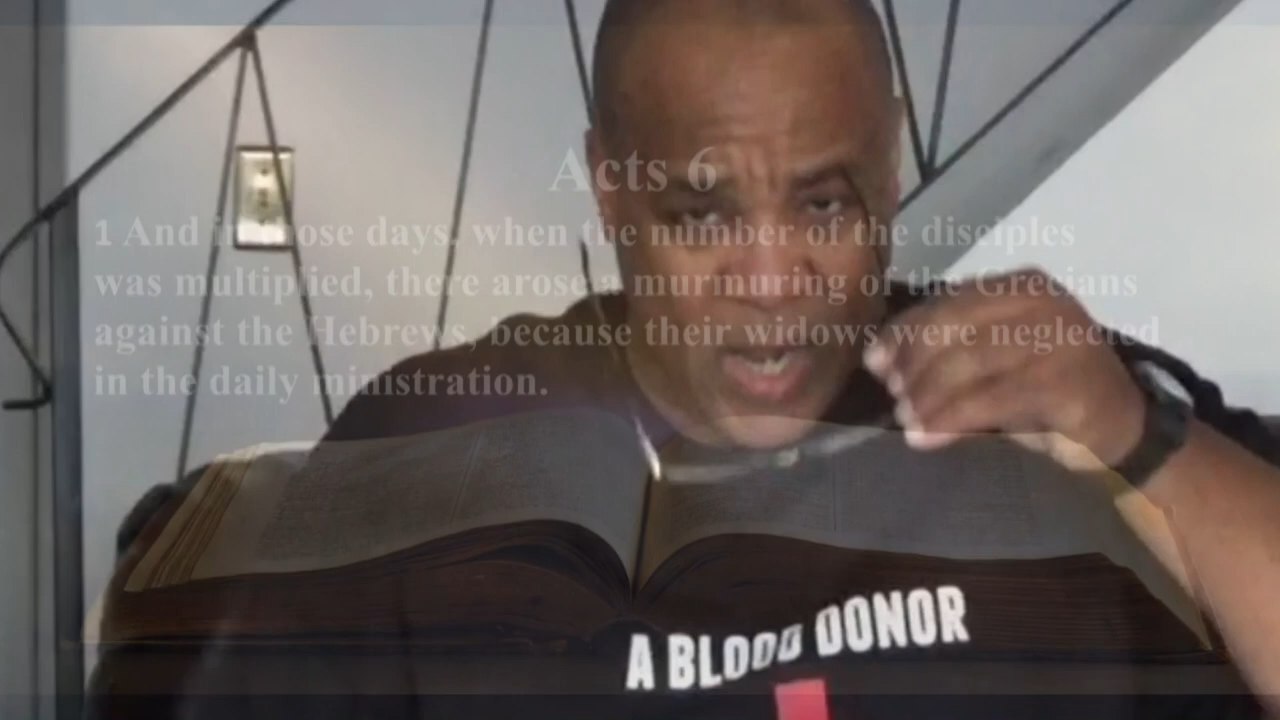 Acts 6
1 And in those days, when the number of the disciples
was multiplied, there arose a murmuring of the Grecians
against the Hebrews, because their widows were neglected
in the daily ministration.
A BLOOD DONOR